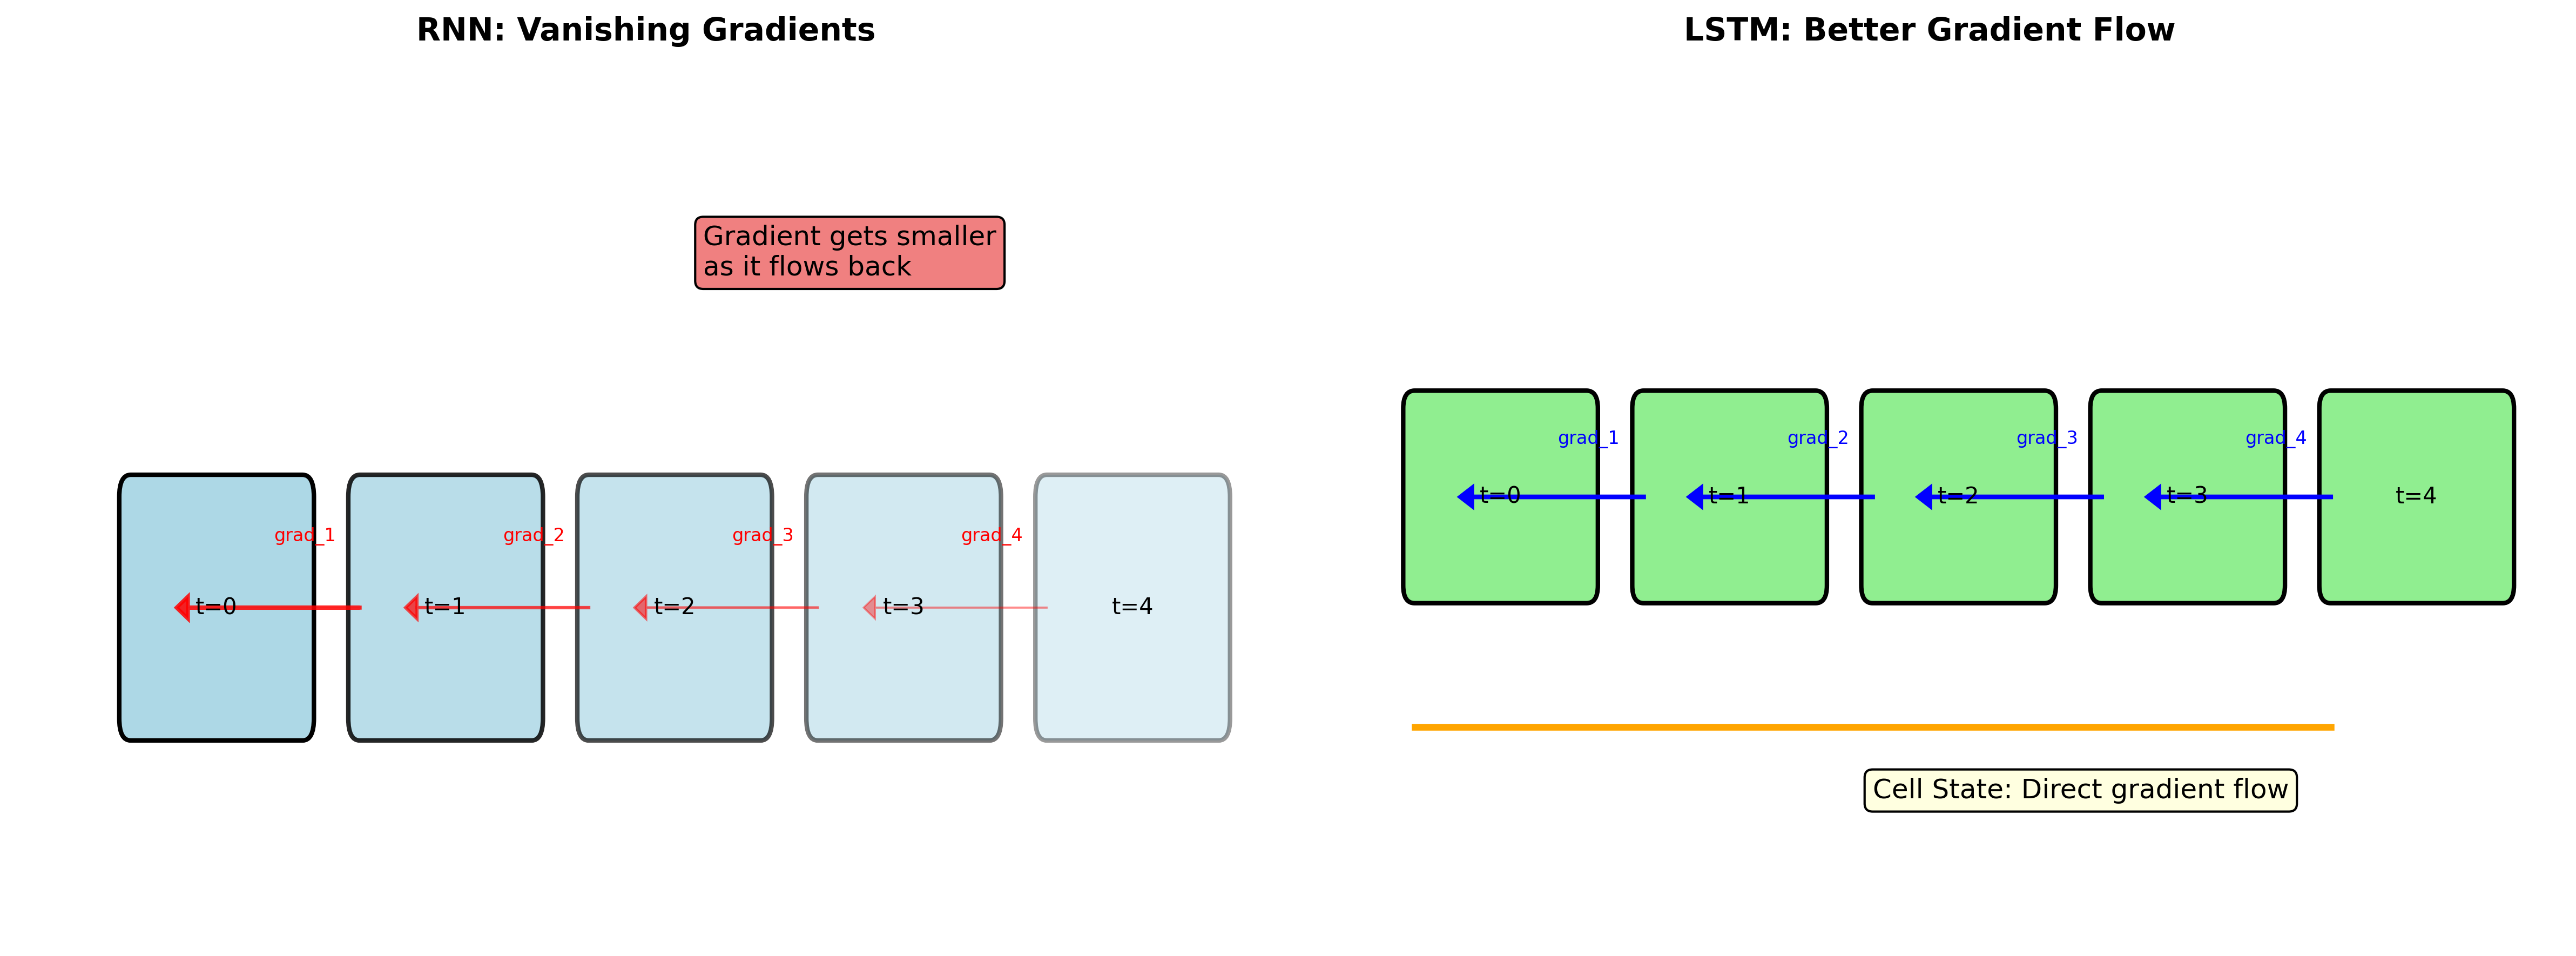 RNN: Vanishing Gradients
Gradient gets smaller
as it flows back
grad_1
grad_2
grad_3
grad_4
t=0
t=1
t=2
t=3
t=4
LSTM: Better Gradient Flow
grad_1
grad_2
grad_3
grad_4
t=0
t=1
t=2
t=3
t=4
Cell State: Direct gradient flow